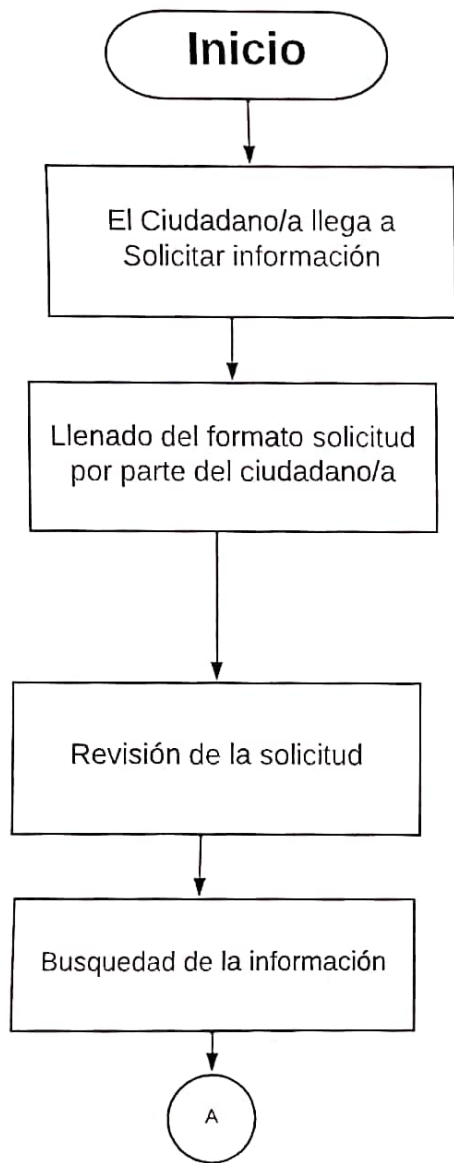 Inicio
El Ciudadano/a llega a
Solicitar información
Llenado del formato solicitud
por parte del ciudadano/a
Revisión de la solicitud
Busquedad de la información
A